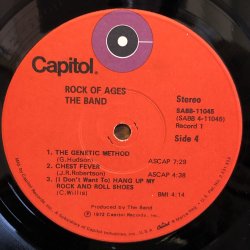 Capitol.
ROCK OF AGES
THE BAND
Stereo
SABB-11045
(SABB 4-11045)
Record 1
Side 4
1. THE GENETIC METHOD
(G.Hudson) ASCAP 7:29
2. CHEST FEVER
(J.R.Robertson) ASCAP 4:38
3. (I Don't Want To) HANG UP MY
ROCK AND ROLL SHOES
(C.Willis) BMI 4:14
Produced by The Band
℗ 1972 Capitol Records, Inc.